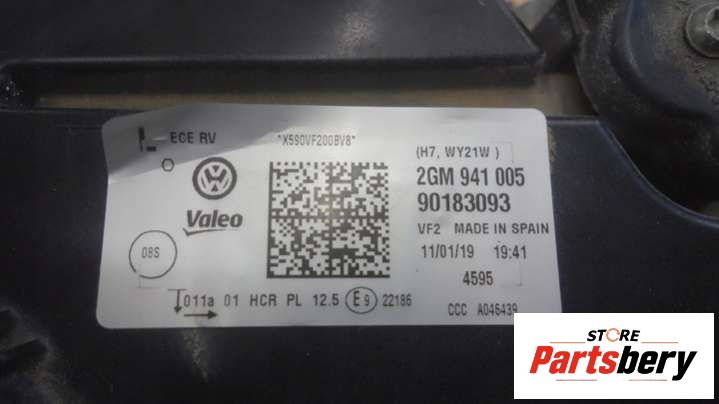 L ECE RV
*X5S0VF200BV8*
(H7, WY21W )
2GM 941 005
Valeo
90183093
VF2 MADE IN SPAIN
08S
11/01/19 19:41
4595
011a 01 HCR PL 12.5 E9 22186
CCC A046439
STORE
Partsbery